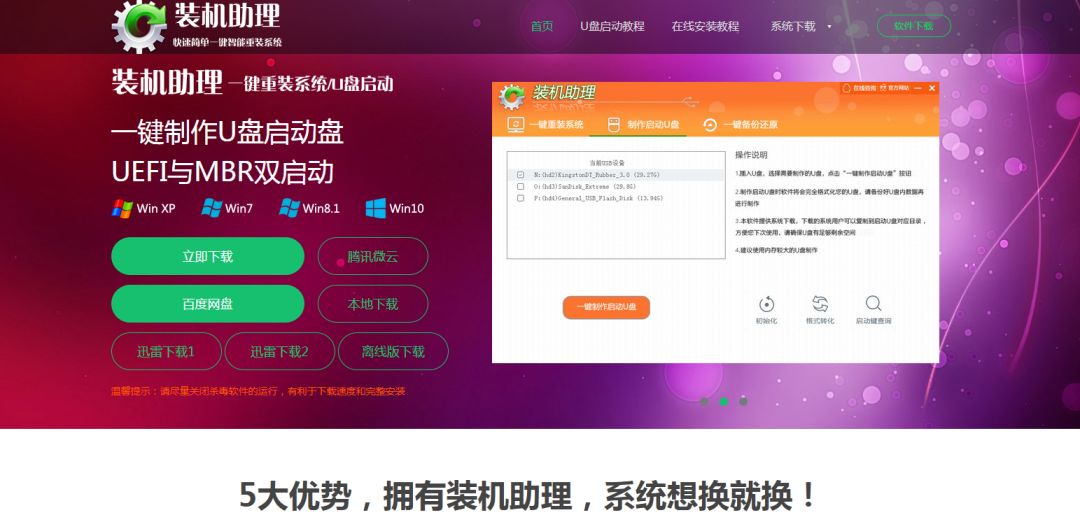 装机助理
快速简单一键智能重装系统
首页 U盘启动教程 在线安装教程 系统下载 软件下载
装机助理 一键重装系统/U盘启动
一键制作U盘启动盘
UEFI与MBR双启动
Win XP Win7 Win8.1 Win10
立即下载 腾讯微云
百度网盘 本地下载
迅雷下载1 迅雷下载2 离线版下载
温馨提示：请尽量关闭杀毒软件的运行，有利于下载速度和完整安装
装机助理
在线咨询 官方网站
一键重装系统 制作启动U盘 一键备份还原
当前USB设备
N:(hd2)KingstonDT_Rubber_3.0 (29.27G)
O:(hd3)SanDisk_Extreme (29.8G)
P:(hd4)General_USB_Flash_Disk (13.94G)
一键制作启动U盘
操作说明
1.插入U盘，选择需要制作的U盘，点击“一键制作启动U盘”按钮
2.制作启动U盘时软件将会完全格式化您的U盘，请备份好U盘内数据再
进行制作
3.本软件提供系统下载，下载的系统用户可以复制到启动U盘对应目录，
方便您下次使用，请确保U盘有足够剩余空间
4.建议使用内存较大的U盘制作
初始化 格式转化 启动键查询
5大优势，拥有装机助理，系统想换就换！